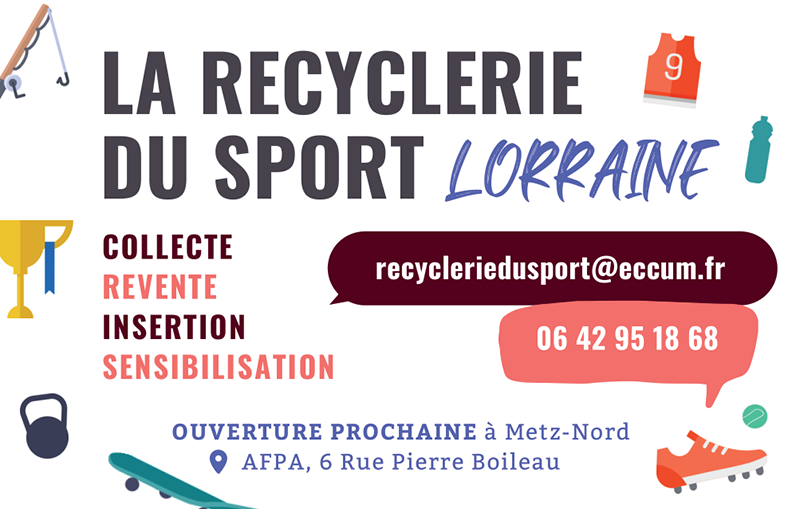 LA RECYCLERIE
DU SPORT LORRAINE
COLLECTE
REVENTE
INSERTION
SENSIBILISATION
recycleriedusport@eccum.fr
06 42 95 18 68
9
OUVERTURE PROCHAINE à Metz-Nord
AFPA, 6 Rue Pierre Boileau